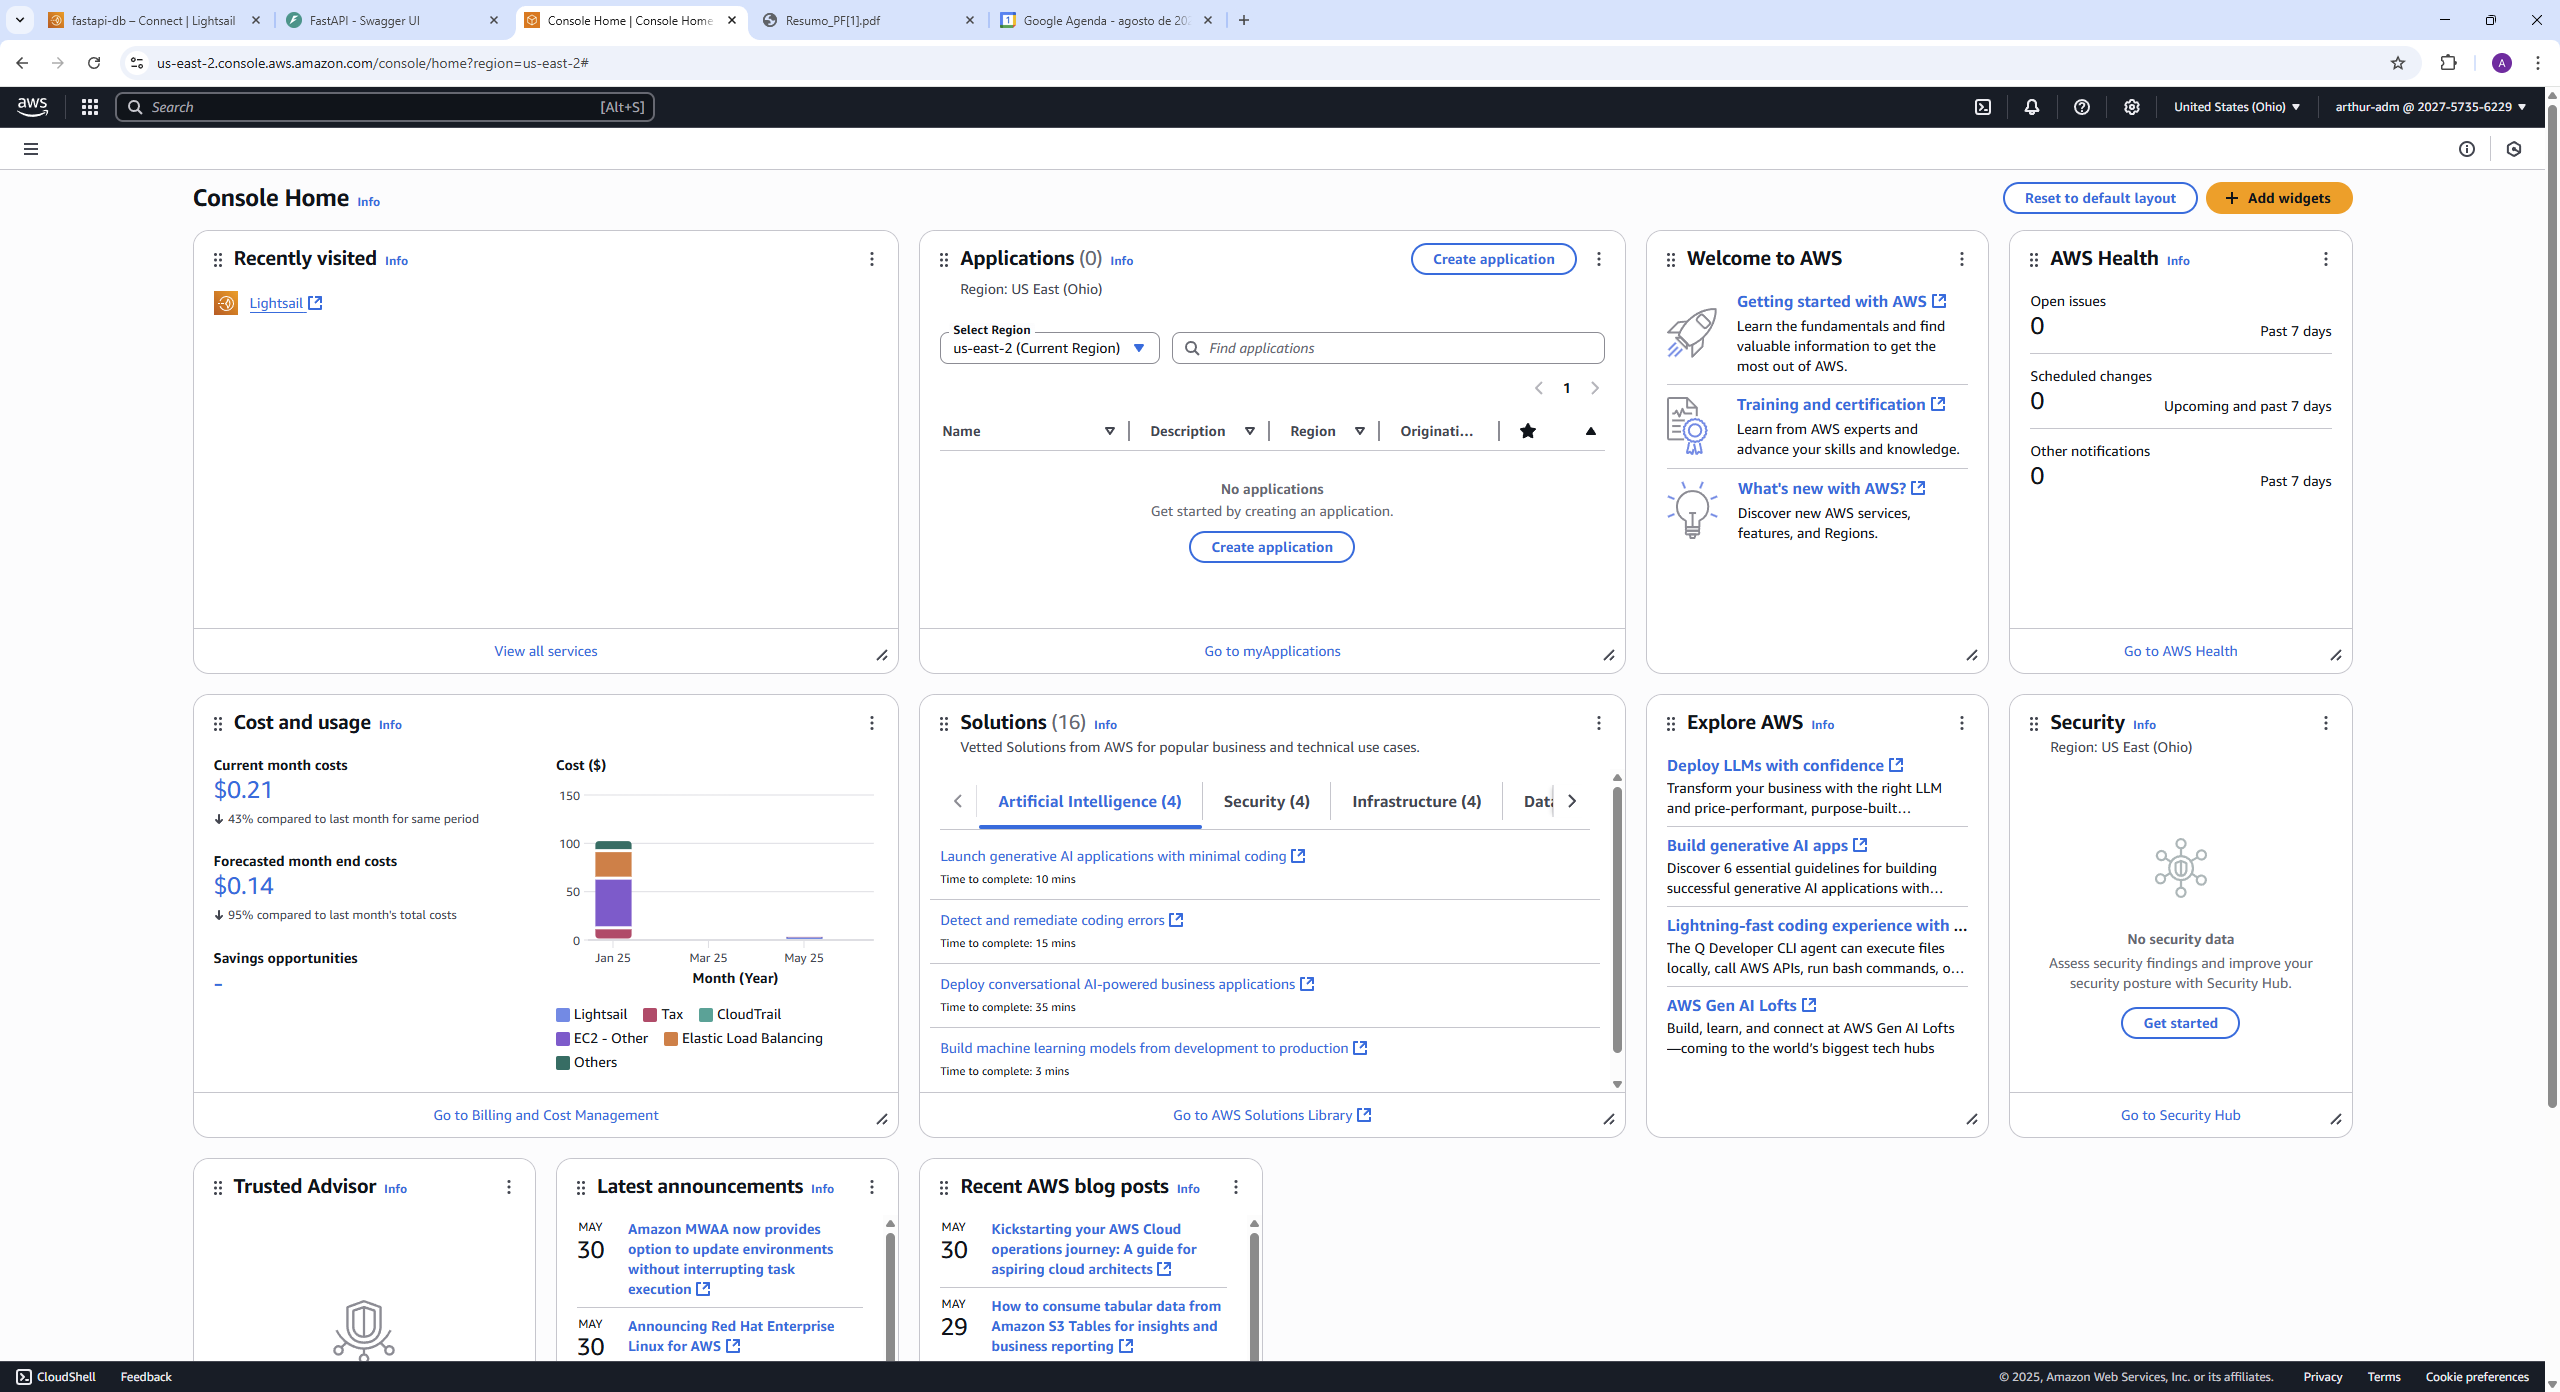 fastapi-db – Connect | Lightsail
FastAPI - Swagger UI
Console Home | Console Home
Resumo_PF[1].pdf
Google Agenda - agosto de 20
us-east-2.console.aws.amazon.com/console/home?region=us-east-2#
A
aws
Search
[Alt+S]
United States (Ohio)
arthur-adm @ 2027-5735-6229
Console Home Info
Reset to default layout
Add widgets
Recently visited Info
Lightsail
View all services
Applications (0) Info
Create application
Region: US East (Ohio)
Select Region
us-east-2 (Current Region)
Find applications
1
Name
Description
Region
Originati...
No applications
Get started by creating an application.
Create application
Go to myApplications
Welcome to AWS
Getting started with AWS
Learn the fundamentals and find
valuable information to get the
most out of AWS.
Training and certification
Learn from AWS experts and
advance your skills and knowledge.
What's new with AWS?
Discover new AWS services,
features, and Regions.
AWS Health Info
Open issues
0
Past 7 days
Scheduled changes
0
Upcoming and past 7 days
Other notifications
0
Past 7 days
Go to AWS Health
Cost and usage Info
Current month costs
$0.21
43% compared to last month for same period
Forecasted month end costs
$0.14
95% compared to last month's total costs
Savings opportunities
-
Cost ($)
150
100
50
0
Jan 25
Mar 25
May 25
Month (Year)
Lightsail
Tax
CloudTrail
EC2 - Other
Elastic Load Balancing
Others
Go to Billing and Cost Management
Solutions (16) Info
Vetted Solutions from AWS for popular business and technical use cases.
Artificial Intelligence (4)
Security (4)
Infrastructure (4)
Data
Launch generative AI applications with minimal coding
Time to complete: 10 mins
Detect and remediate coding errors
Time to complete: 15 mins
Deploy conversational AI-powered business applications
Time to complete: 35 mins
Build machine learning models from development to production
Time to complete: 3 mins
Go to AWS Solutions Library
Explore AWS Info
Deploy LLMs with confidence
Transform your business with the right LLM
and price-performant, purpose-built...
Build generative AI apps
Discover 6 essential guidelines for building
successful generative AI applications with...
Lightning-fast coding experience with ...
The Q Developer CLI agent can execute files
locally, call AWS APIs, run bash commands, o...
AWS Gen AI Lofts
Build, learn, and connect at AWS Gen AI Lofts
—coming to the world's biggest tech hubs
Security Info
Region: US East (Ohio)
No security data
Assess security findings and improve your
security posture with Security Hub.
Get started
Go to Security Hub
Trusted Advisor Info
Latest announcements Info
MAY
30
Amazon MWAA now provides
option to update environments
without interrupting task
execution
MAY
30
Announcing Red Hat Enterprise
Linux for AWS
Recent AWS blog posts Info
MAY
30
Kickstarting your AWS Cloud
operations journey: A guide for
aspiring cloud architects
MAY
29
How to consume tabular data from
Amazon S3 Tables for insights and
business reporting
CloudShell
Feedback
© 2025, Amazon Web Services, Inc. or its affiliates.
Privacy
Terms
Cookie preferences